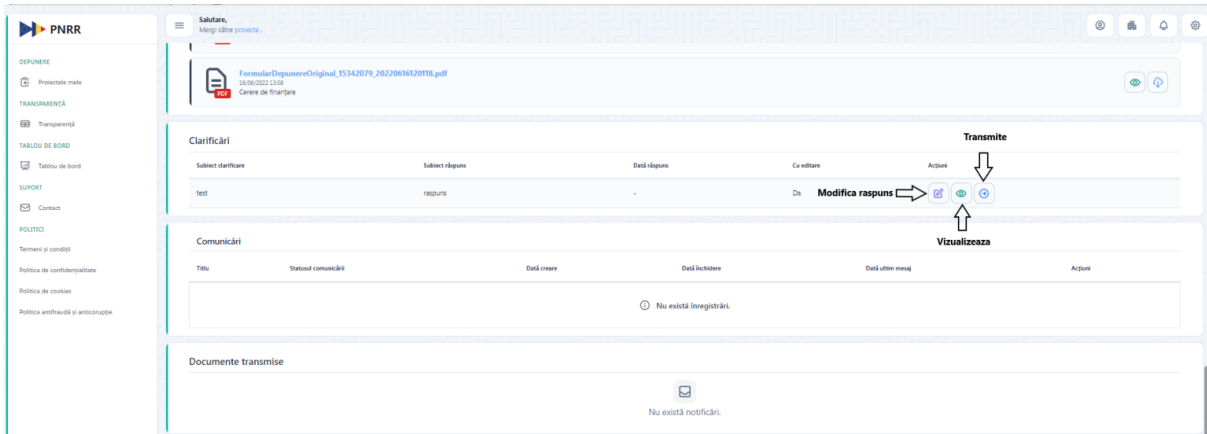 PNRR
Salutare,
Mergi către proiecte .
DEPUNERE
Proiectele mele
TRANSPARENȚĂ
Transparență
TABLOU DE BORD
Tablou de bord
SUPORT
Contact
POLITICI
Termeni și condiții
Politica de confidențialitate
Politica de cookies
Politica antifraudă și anticorupție
FormularDepunereOriginal_15342079_20220616120118.pdf
16/06/2022 13:08
Cerere de finanțare
PDF
Clarificări
Transmite
Subiect clarificare Subiect răspuns Dată răspuns Cu editare Acțiuni
test raspuns - Da Modifica raspuns
Vizualizeaza
Comunicări
Titlu Statusul comunicării Dată creare Dată închidere Dată ultim mesaj Acțiuni
Nu există înregistrări.
Documente transmise
Nu există notificări.